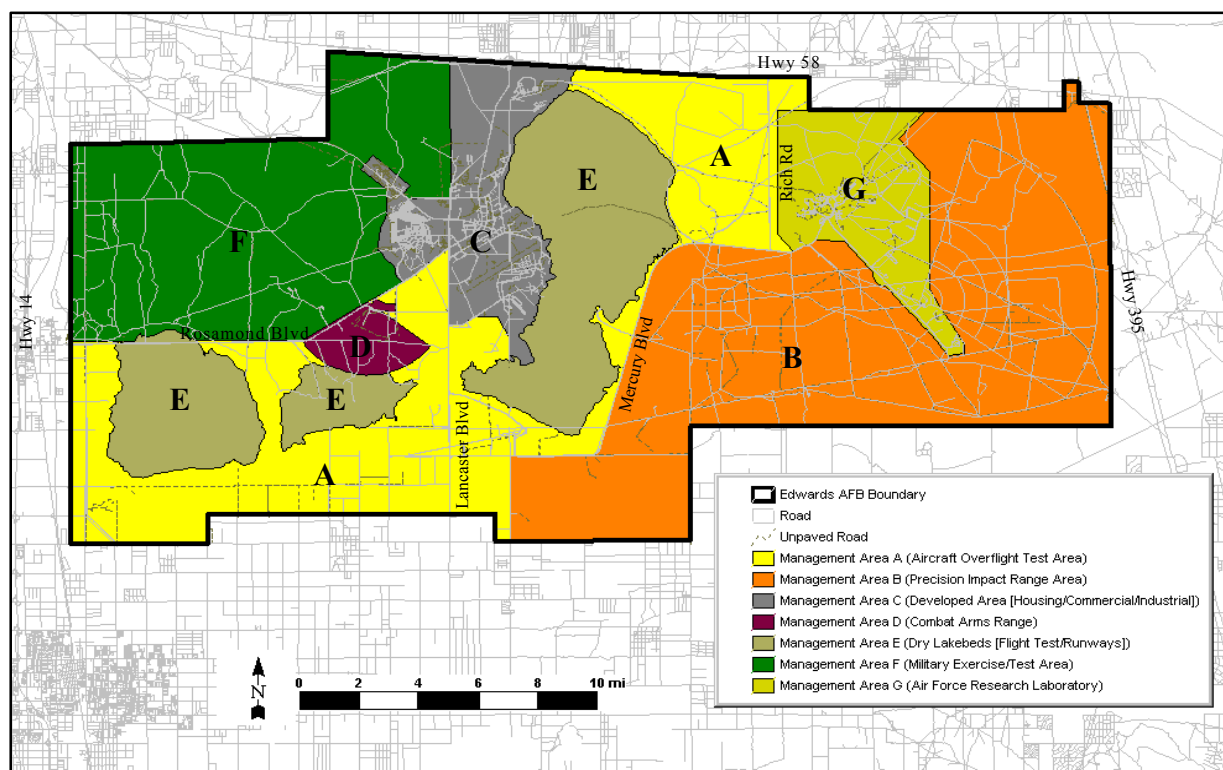 Hwy 58
A
E
Rich Rd
G
F
C
Hwy 14
Hwy 395
Rosamond Blvd
D
Mercury Blvd
B
E
E
Lancaster Blvd
A
Edwards AFB Boundary
Road
Unpaved Road
Management Area A (Aircraft Overflight Test Area)
Management Area B (Precision Impact Range Area)
Management Area C (Developed Area [Housing/Commercial/Industrial])
Management Area D (Combat Arms Range)
Management Area E (Dry Lakebeds [Flight Test/Runways])
Management Area F (Military Exercise/Test Area)
Management Area G (Air Force Research Laboratory)
N
0 2 4 6 8 10 mi